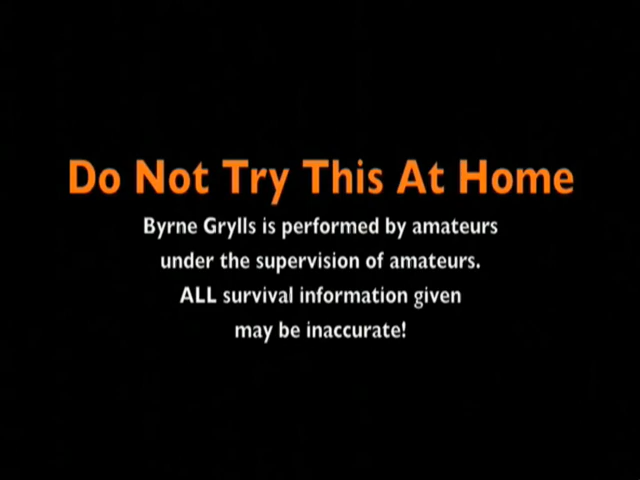 Do Not Try This At Home
Byrne Grylls is performed by amateurs
under the supervision of amateurs.
ALL survival information given
may be inaccurate!